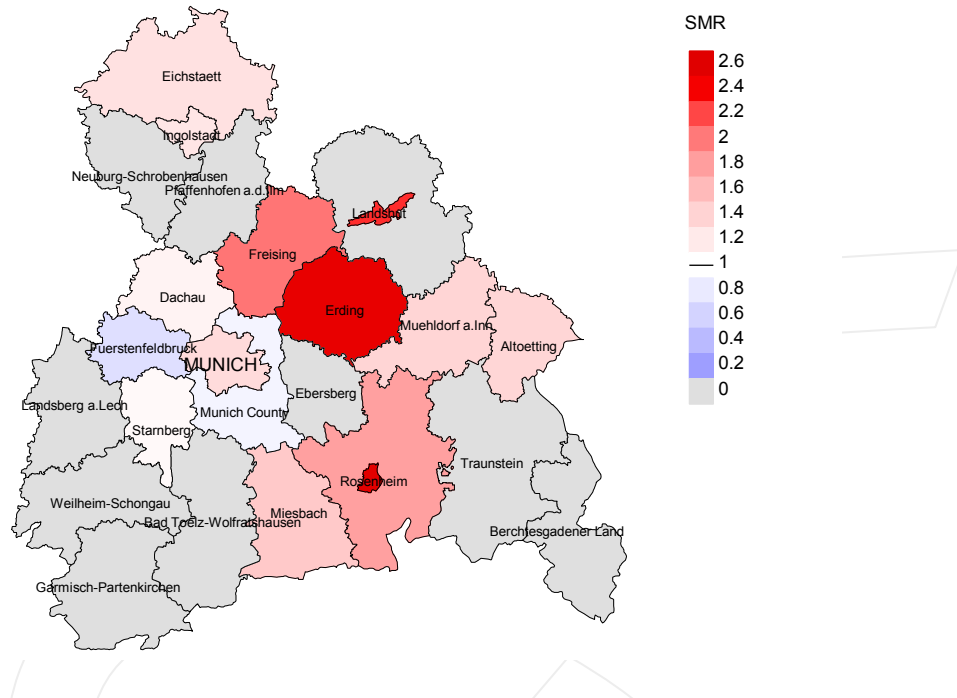 SMR
Eichstaett
2.6
2.4
2.2
Ingolstadt
2
1.8
Neuburg-Schrobenhausen
Pfaffenhofen a.d.Ilm
1.6
Landshut
1.4
1.2
Freising
1
Dachau
0.8
Erding
0.6
Muehldorf a.Inn
0.4
Fuerstenfeldbruck
Altoetting
MUNICH
0.2
0
Ebersberg
Landsberg a.Lech
Munich County
Starnberg
Traunstein
Rosenheim
Weilheim-Schongau
Miesbach
Bad Toelz-Wolfratshausen
Berchtesgadener Land
Garmisch-Partenkirchen